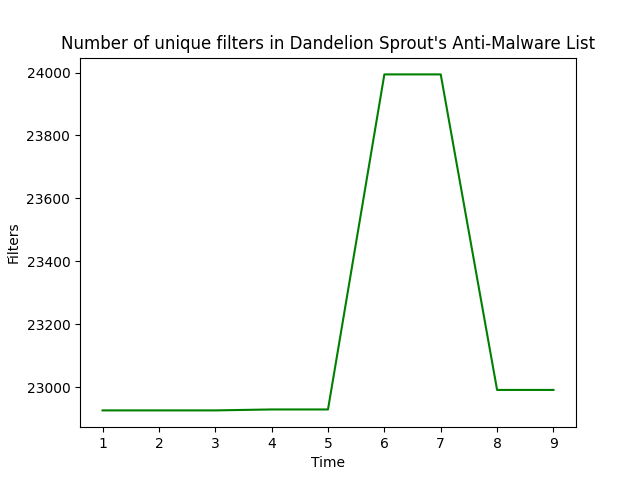 Number of unique filters in Dandelion Sprout's Anti-Malware List
24000
23800
23600
23400
23200
23000
Filters
1 2 3 4 5 6 7 8 9
Time